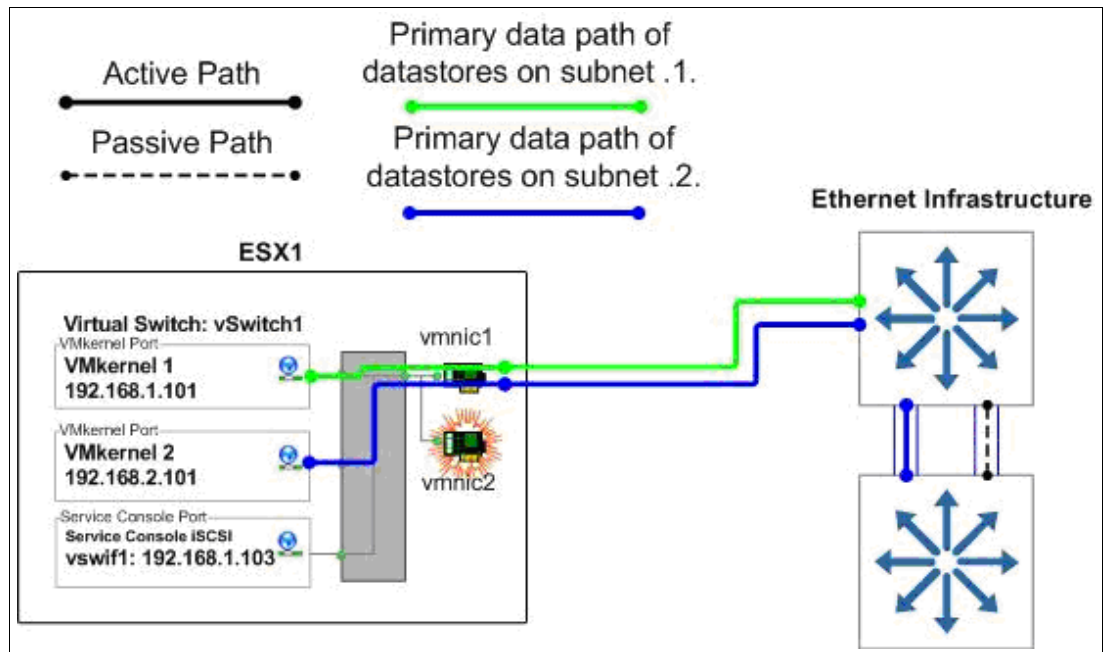 Active Path
Passive Path
Primary data path of
datastores on subnet .1.
Primary data path of
datastores on subnet .2.
Ethernet Infrastructure
ESX1
Virtual Switch: vSwitch1
VMkernel Port
VMkernel 1
192.168.1.101
vmnic1
VMkernel Port
VMkernel 2
192.168.2.101
vmnic2
Service Console Port
Service Console iSCSI
vswif1: 192.168.1.103